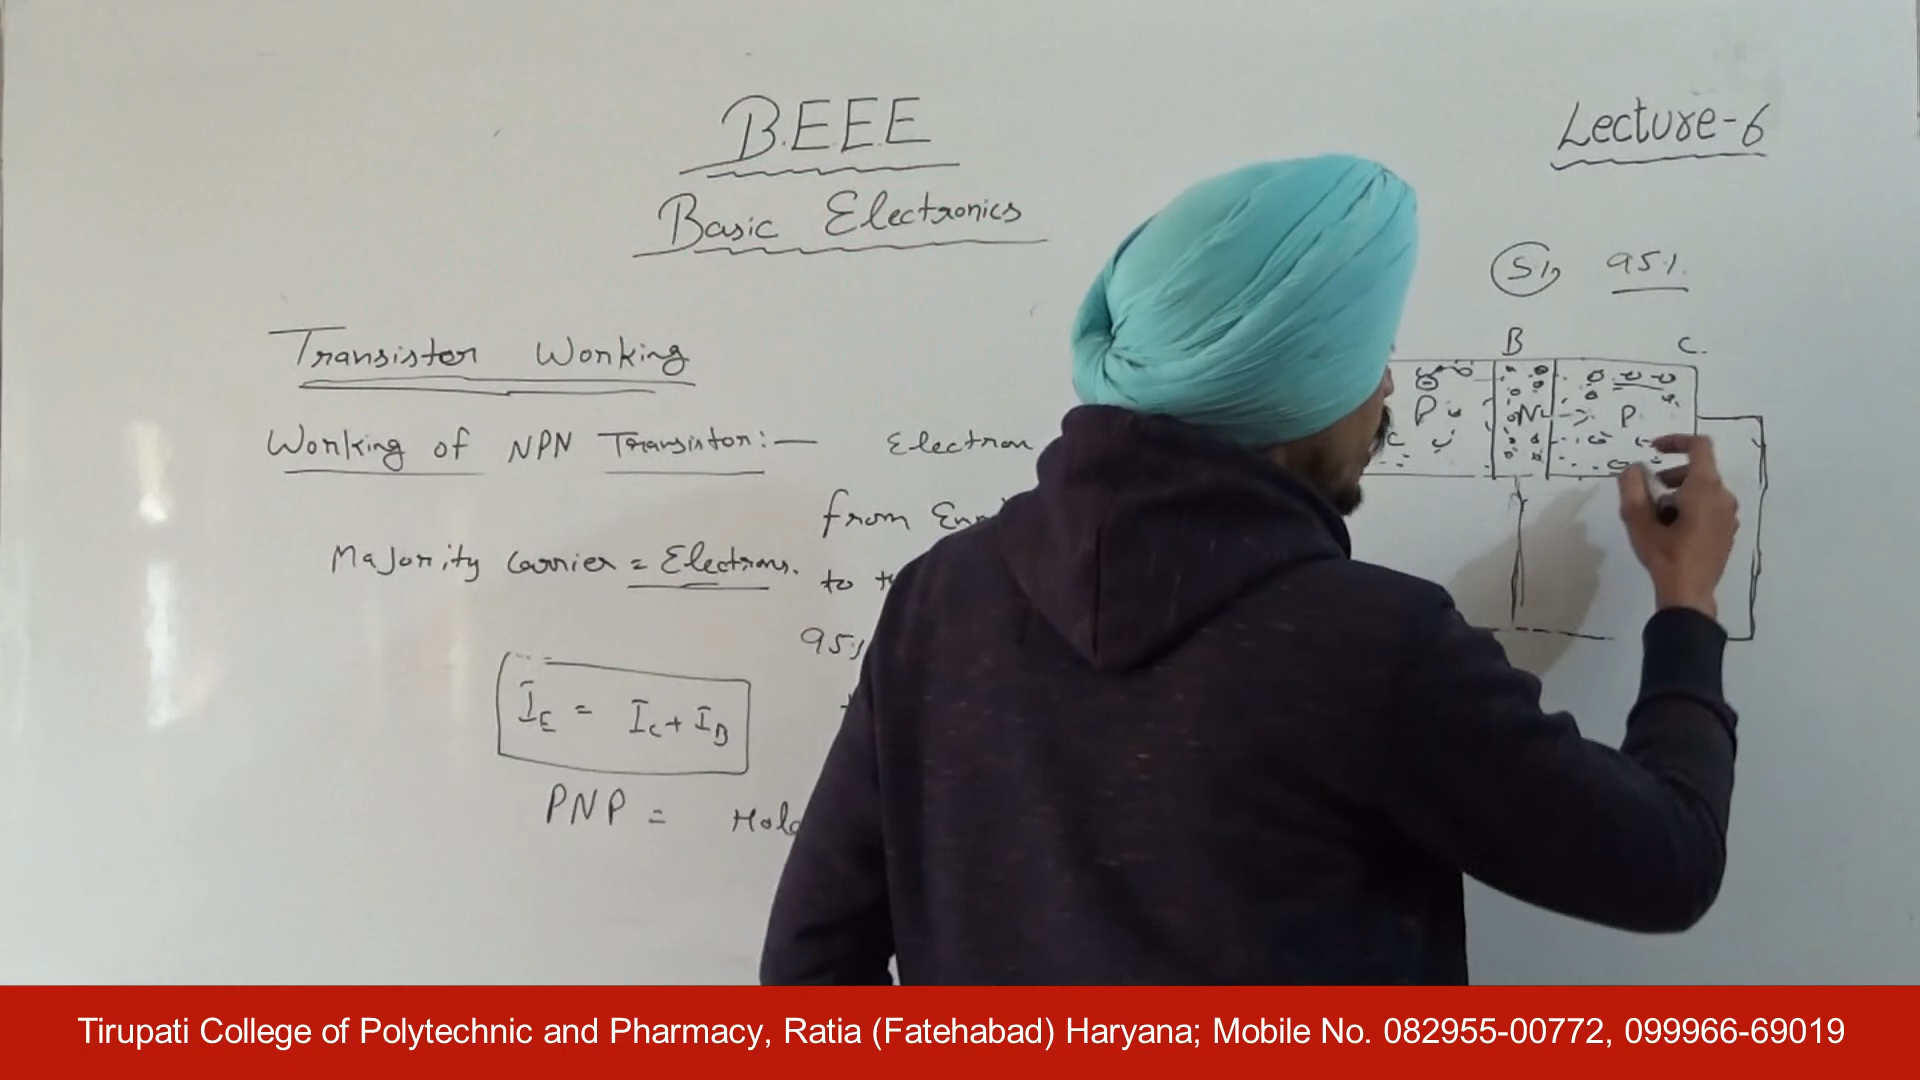 B.E.E.E
Basic Electronics
Lecture-6
5% 95%
B C.
P N P
Transistor Working
Working of NPN Transistor:— Electron
from
Majority Carrier = Electrons. to
95%
IE = IC + IB
PNP =
Tirupati College of Polytechnic and Pharmacy, Ratia (Fatehabad) Haryana; Mobile No. 082955-00772, 099966-69019